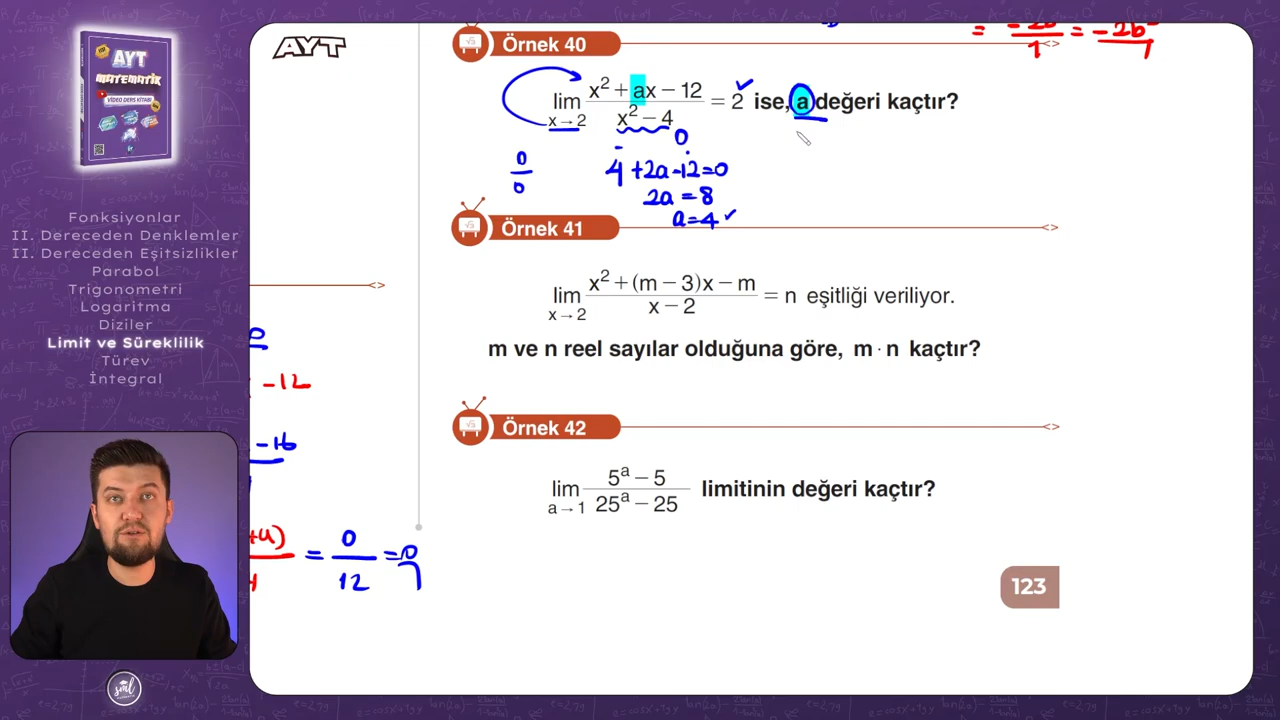 AYT
AYT
MATEMATİK
VİDEO DERS KİTABI
Fonksiyonlar
II. Dereceden Denklemler
II. Dereceden Eşitsizlikler
Parabol
Trigonometri
Logaritma
Diziler
Limit ve Süreklilik
Türev
İntegral
sml
0
-12
-16
+4)
= 0/12 = 0
Örnek 40
lim x→2 (x² + ax − 12)/(x² − 4) = 2 ise, a değeri kaçtır?
0
0/0
4 + 2a - 12 = 0
2a = 8
a = 4 ✓
Örnek 41
lim x→2 (x² + (m − 3)x − m)/(x − 2) = n eşitliği veriliyor.
m ve n reel sayılar olduğuna göre, m · n kaçtır?
Örnek 42
lim a→1 (5ᵃ − 5)/(25ᵃ − 25) limitinin değeri kaçtır?
123